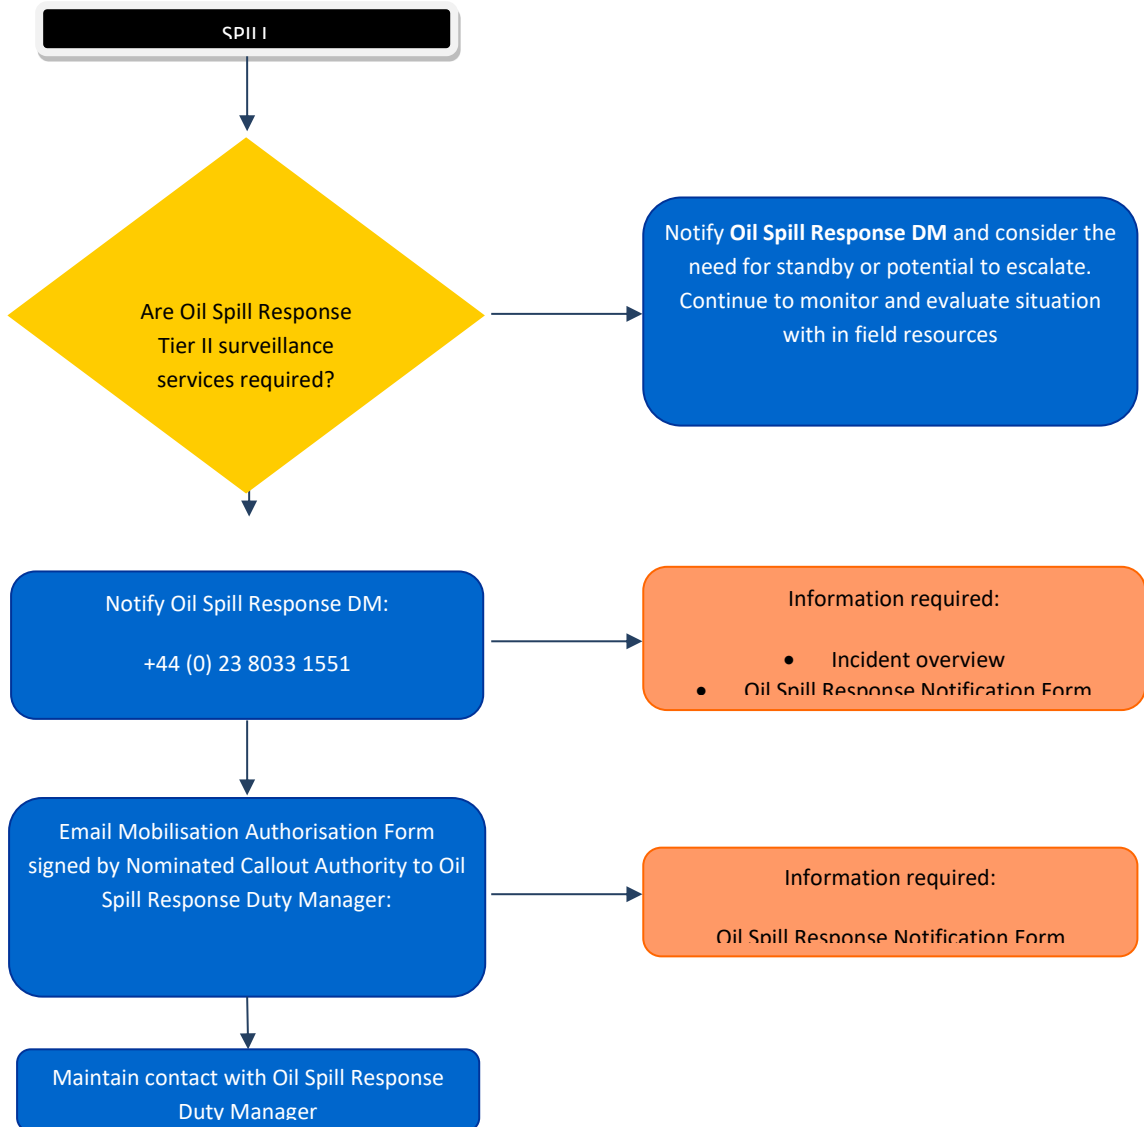 SPILL
Are Oil Spill Response
Tier II surveillance
services required?
Notify Oil Spill Response DM and consider the
need for standby or potential to escalate.
Continue to monitor and evaluate situation
with in field resources
Notify Oil Spill Response DM:
+44 (0) 23 8033 1551
Information required:
• Incident overview
• Oil Spill Response Notification Form
Email Mobilisation Authorisation Form
signed by Nominated Callout Authority to Oil
Spill Response Duty Manager:
Information required:
Oil Spill Response Notification Form
Maintain contact with Oil Spill Response
Duty Manager